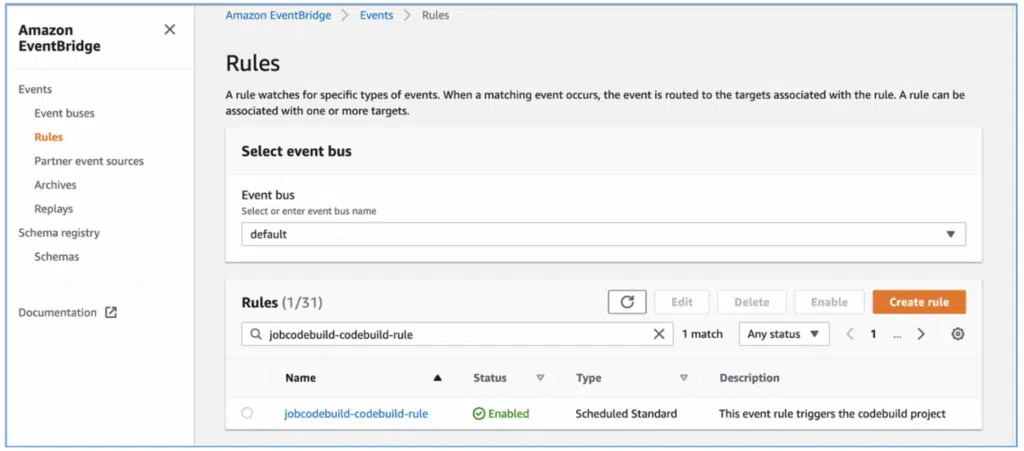 Amazon EventBridge
Events
Event buses
Rules
Partner event sources
Archives
Replays
Schema registry
Schemas
Documentation
Amazon EventBridge > Events > Rules
Rules
A rule watches for specific types of events. When a matching event occurs, the event is routed to the targets associated with the rule. A rule can be
associated with one or more targets.
Select event bus
Event bus
Select or enter event bus name
default
Rules (1/31) Edit Delete Enable Create rule
jobcodebuild-codebuild-rule 1 match Any status 1 ...
Name Status Type Description
jobcodebuild-codebuild-rule Enabled Scheduled Standard This event rule triggers the codebuild project